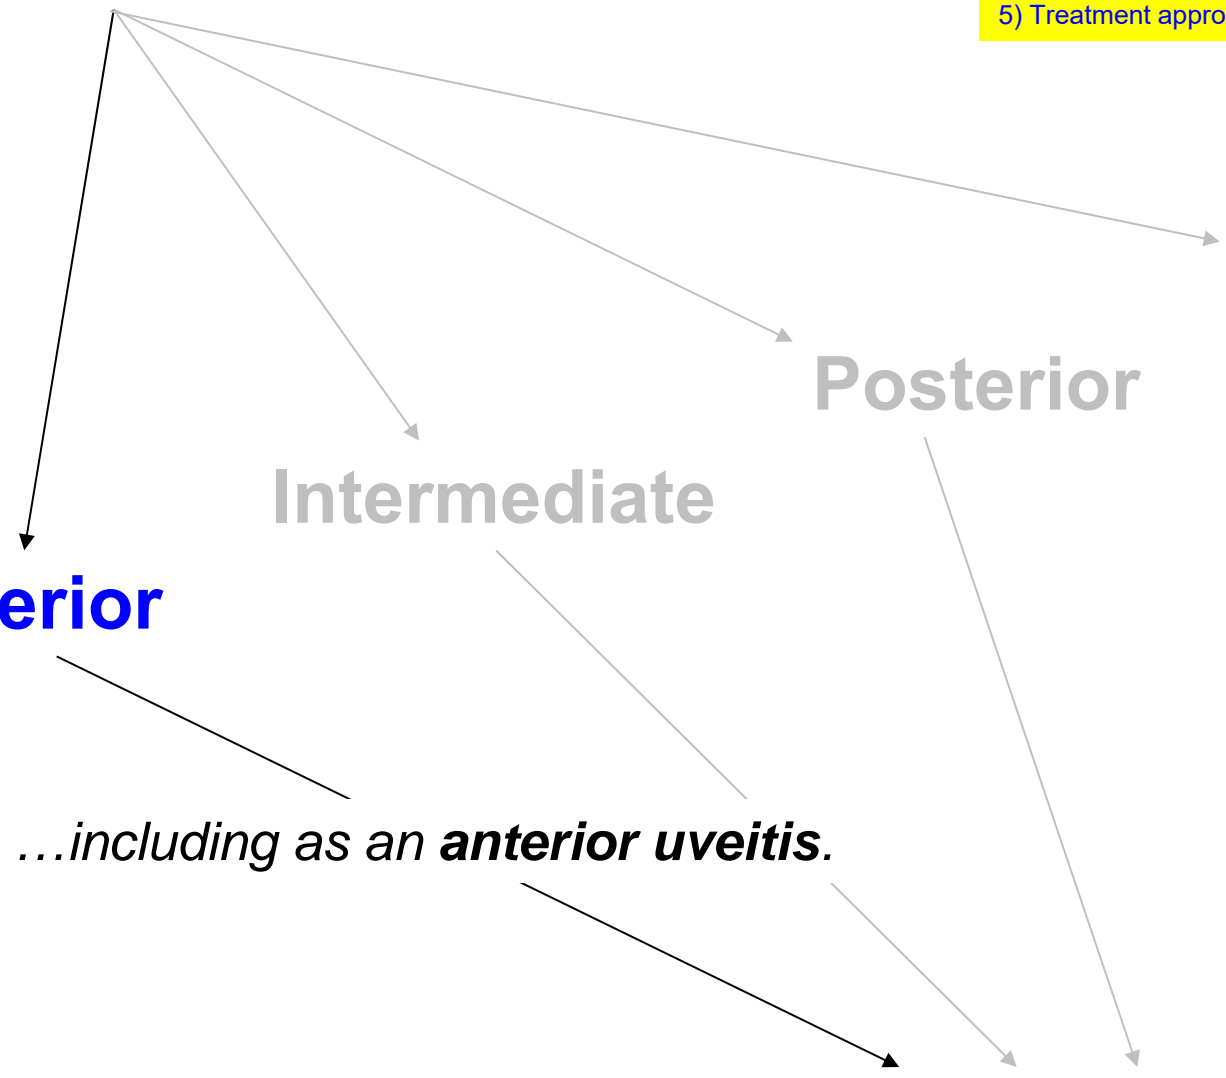 5) Treatment appro
Posterior
Intermediate
erior
…including as an anterior uveitis.